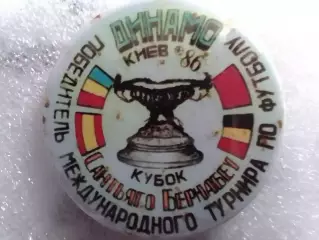 ДИНАМО
КИЕВ 86
КУБОК
САНТЬЯГО БЕРНАБЕУ
ПОБЕДИТЕЛЬ МЕЖДУНАРОДНОГО ТУРНИРА ПО ФУТБОЛУ